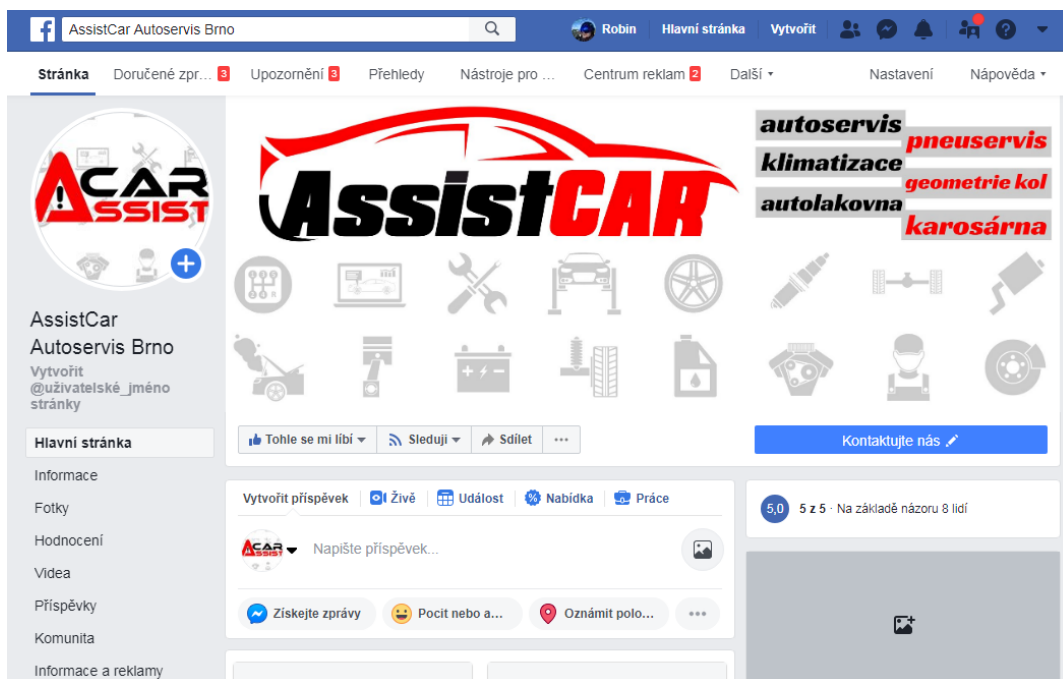 AssistCar Autoservis Brno
Robin Hlavní stránka Vytvořit
Stránka Doručené zpr... 3 Upozornění 3 Přehledy Nástroje pro ... Centrum reklam 2 Další Nastavení Nápověda
ACAR
ASSIST
AssistCAR
autoservis
pneuservis
klimatizace
geometrie kol
autolakovna
karosárna
AssistCar
Autoservis Brno
Vytvořit
@uživatelské_jméno
stránky
Hlavní stránka
Informace
Fotky
Hodnocení
Videa
Příspěvky
Komunita
Informace a reklamy
Tohle se mi líbí Sleduji Sdílet ...
Kontaktujte nás
Vytvořit příspěvek Živě Událost Nabídka Práce
ACAR
ASSIST
Napište příspěvek...
Získejte zprávy Pocit nebo a... Oznámit polo... ...
5,0 5 z 5 · Na základě názoru 8 lidí